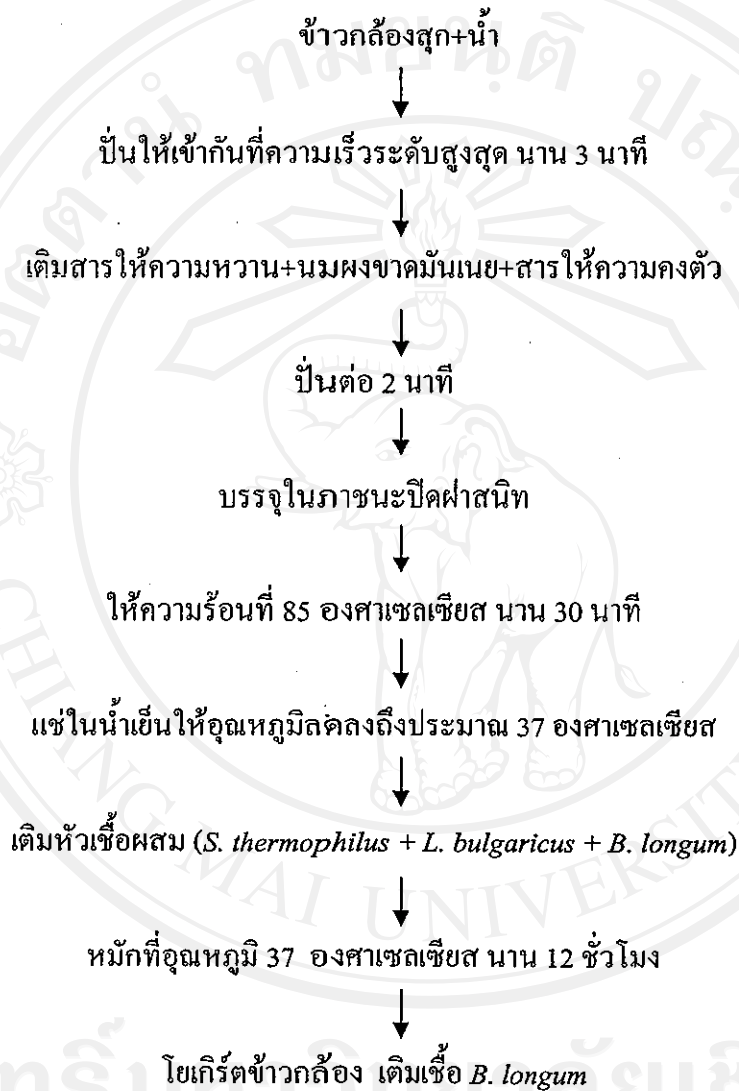 ข้าวกล้องสุก+น้ำ
ปั่นให้เข้ากันที่ความเร็วระดับสูงสุด นาน 3 นาที
เติมสารให้ความหวาน+นมผงขาดมันเนย+สารให้ความคงตัว
ปั่นต่อ 2 นาที
บรรจุในภาชนะปิดฝาสนิท
ให้ความร้อนที่ 85 องศาเซลเซียส นาน 30 นาที
แช่ในน้ำเย็นให้อุณหภูมิลดลงถึงประมาณ 37 องศาเซลเซียส
เติมหัวเชื้อผสม (S. thermophilus + L. bulgaricus + B. longum)
หมักที่อุณหภูมิ 37 องศาเซลเซียส นาน 12 ชั่วโมง
โยเกิร์ตข้าวกล้อง เติมเชื้อ B. longum
CHIANG MAI UNIVERSITY